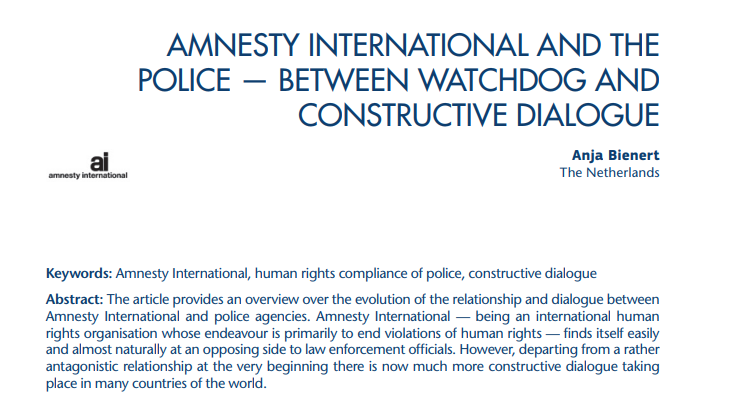 AMNESTY INTERNATIONAL AND THE
POLICE — BETWEEN WATCHDOG AND
CONSTRUCTIVE DIALOGUE
Anja Bienert
The Netherlands
ai
amnesty international
Keywords: Amnesty International, human rights compliance of police, constructive dialogue
Abstract: The article provides an overview over the evolution of the relationship and dialogue between
Amnesty International and police agencies. Amnesty International — being an international human
rights organisation whose endeavour is primarily to end violations of human rights — finds itself easily
and almost naturally at an opposing side to law enforcement officials. However, departing from a rather
antagonistic relationship at the very beginning there is now much more constructive dialogue taking
place in many countries of the world.